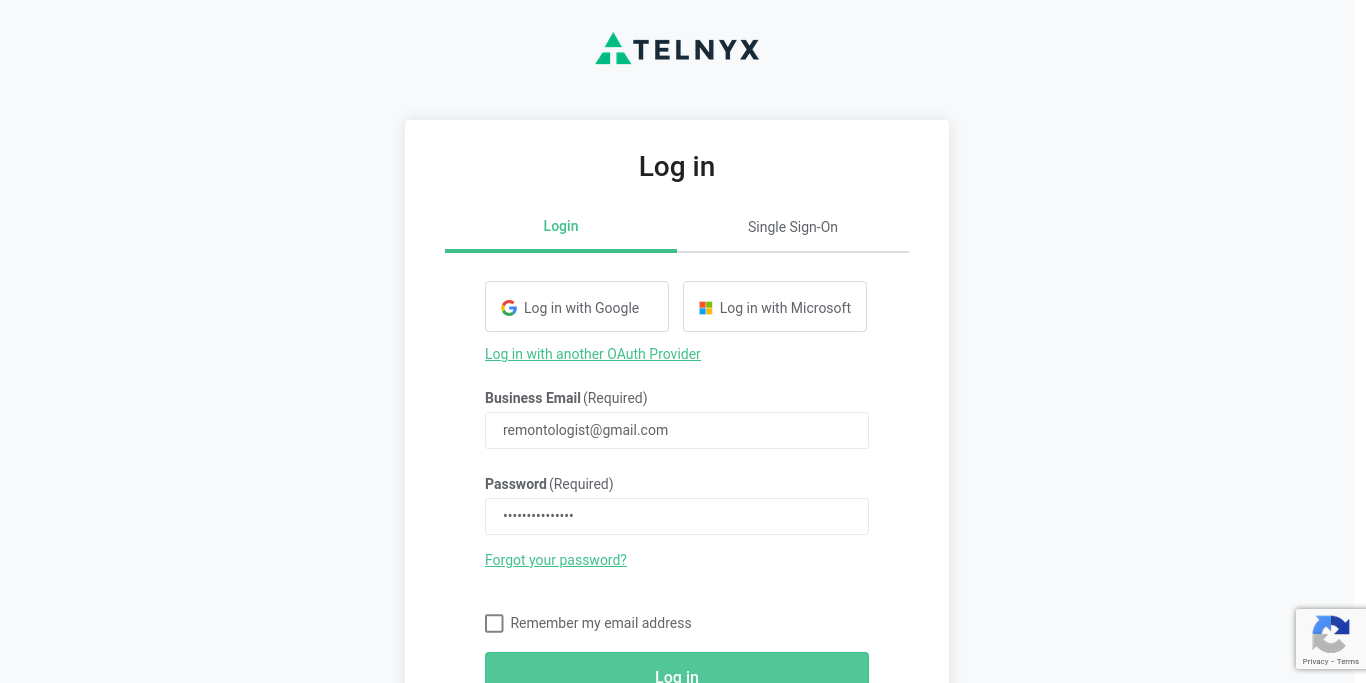 TELNYX
Log in
Login
Single Sign-On
Log in with Google
Log in with Microsoft
Log in with another OAuth Provider
Business Email (Required)
remontologist@gmail.com
Password (Required)
•••••••••••••••
Forgot your password?
Remember my email address
Log in
Privacy - Terms